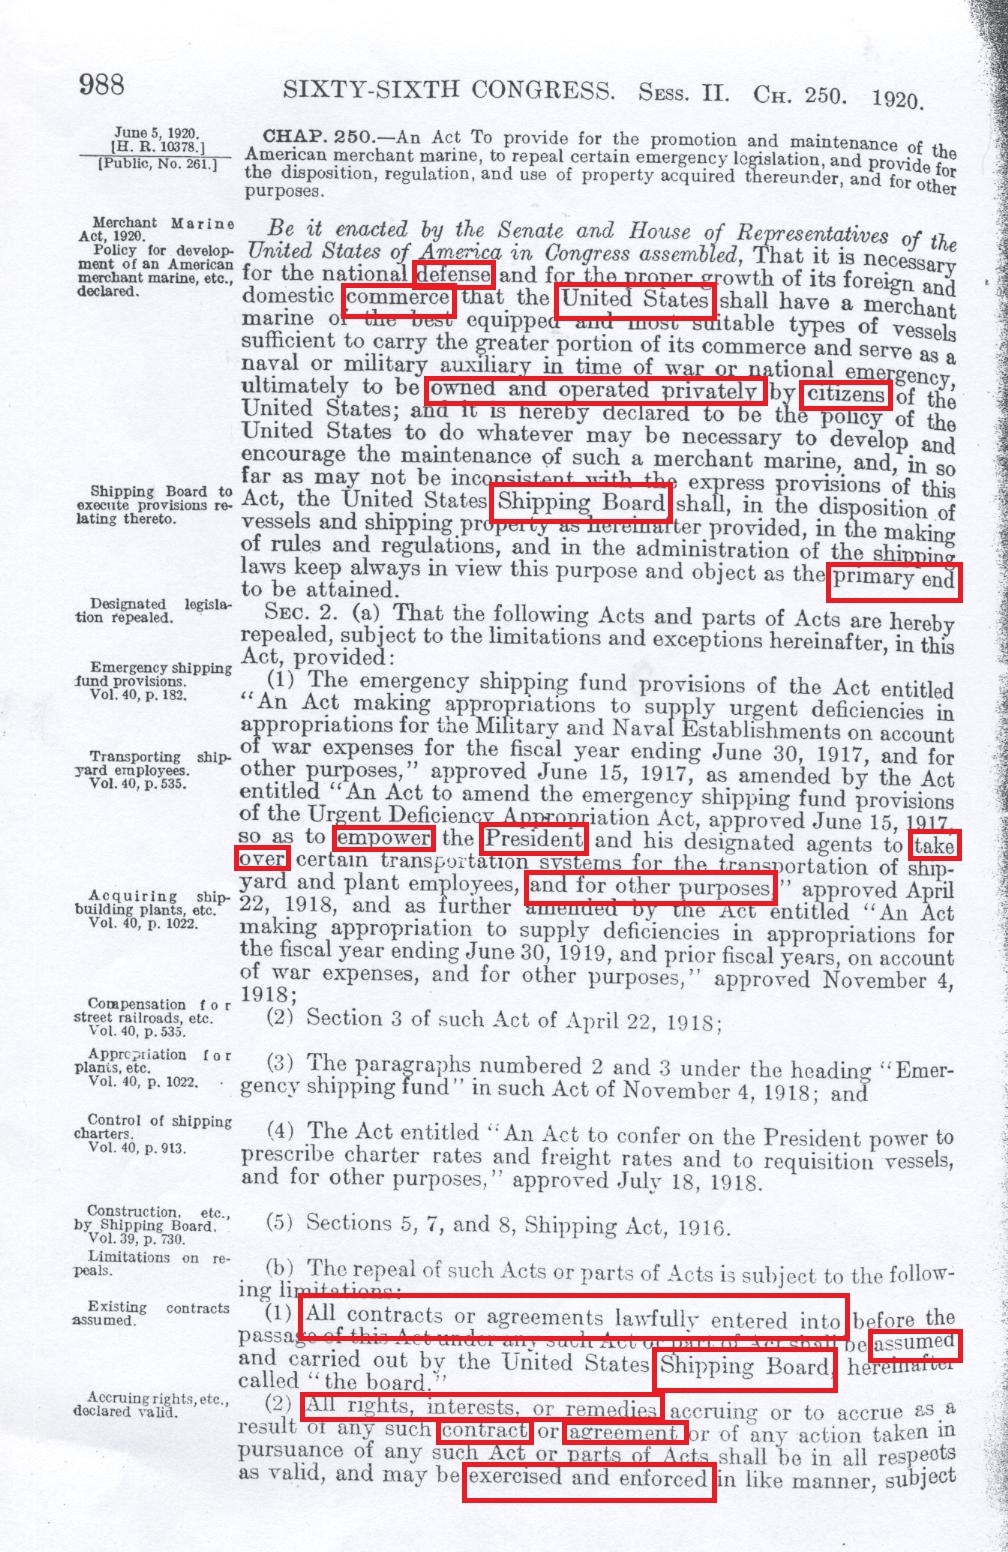 988
SIXTY-SIXTH CONGRESS. SESS. II. CH. 250. 1920.
June 5, 1920.
[H. R. 10378.]
[Public, No. 261.]
CHAP. 250.—An Act To provide for the promotion and maintenance of the
American merchant marine, to repeal certain emergency legislation, and provide for
the disposition, regulation, and use of property acquired thereunder, and for other
purposes.
Merchant Marine
Act, 1920.
Policy for develop-
ment of an American
merchant marine, etc.,
declared.
Be it enacted by the Senate and House of Representatives of the
United States of America in Congress assembled, That it is necessary
for the national defense and for the proper growth of its foreign and
domestic commerce that the United States shall have a merchant
marine of the best equipped and most suitable types of vessels
sufficient to carry the greater portion of its commerce and serve as a
naval or military auxiliary in time of war or national emergency,
ultimately to be owned and operated privately by citizens of the
United States; and it is hereby declared to be the policy of the
United States to do whatever may be necessary to develop and
encourage the maintenance of such a merchant marine, and, in so
far as may not be inconsistent with the express provisions of this
Act, the United States Shipping Board shall, in the disposition of
vessels and shipping property as hereinafter provided, in the making
of rules and regulations, and in the administration of the shipping
laws keep always in view this purpose and object as the primary end
to be attained.
Shipping Board to
execute provisions re-
lating thereto.
Designated legisla-
tion repealed.
SEC. 2. (a) That the following Acts and parts of Acts are hereby
repealed, subject to the limitations and exceptions hereinafter, in this
Act, provided:
Emergency shipping
fund provisions.
Vol. 40, p. 182.
(1) The emergency shipping fund provisions of the Act entitled
"An Act making appropriations to supply urgent deficiencies in
appropriations for the Military and Naval Establishments on account
of war expenses for the fiscal year ending June 30, 1917, and for
other purposes," approved June 15, 1917, as amended by the Act
entitled "An Act to amend the emergency shipping fund provisions
of the Urgent Deficiency Appropriation Act, approved June 15, 1917,
so as to empower the President and his designated agents to take
over certain transportation systems for the transportation of ship-
yard and plant employees, and for other purposes," approved April
22, 1918, and as further amended by the Act entitled "An Act
making appropriation to supply deficiencies in appropriations for
the fiscal year ending June 30, 1919, and prior fiscal years, on account
of war expenses, and for other purposes," approved November 4,
1918;
Transporting ship-
yard employees.
Vol. 40, p. 535.
Acquiring ship-
building plants, etc.
Vol. 40, p. 1022.
Compensation for
street railroads, etc.
Vol. 40, p. 535.
(2) Section 3 of such Act of April 22, 1918;
Appropriation for
plants, etc.
Vol. 40, p. 1022.
(3) The paragraphs numbered 2 and 3 under the heading "Emer-
gency shipping fund" in such Act of November 4, 1918; and
Control of shipping
charters.
Vol. 40, p. 913.
(4) The Act entitled "An Act to confer on the President power to
prescribe charter rates and freight rates and to requisition vessels,
and for other purposes," approved July 18, 1918.
Construction, etc.,
by Shipping Board.
Vol. 39, p. 730.
(5) Sections 5, 7, and 8, Shipping Act, 1916.
Limitations on re-
peals.
(b) The repeal of such Acts or parts of Acts is subject to the follow-
ing limitations:
Existing contracts
assumed.
(1) All contracts or agreements lawfully entered into before the
passage of this Act under any such Act or part of Act shall be assumed
and carried out by the United States Shipping Board, hereinafter
called "the board."
Accruing rights, etc.,
declared valid.
(2) All rights, interests, or remedies accruing or to accrue as a
result of any such contract or agreement or of any action taken in
pursuance of any such Act or parts of Acts shall be in all respects
as valid, and may be exercised and enforced in like manner, subject